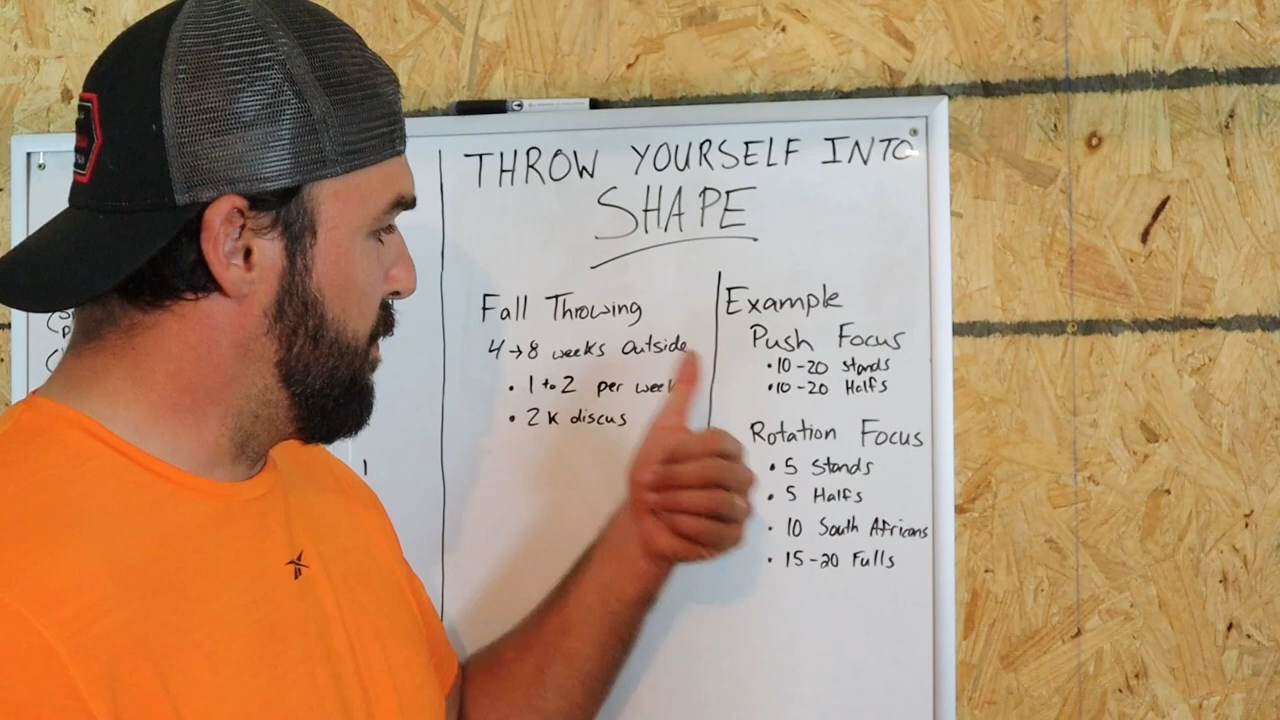 THROW YOURSELF INTO
SHAPE
Fall Throwing
4→8 weeks Outside
• 1 to 2 per week
• 2K discus
Example
Push Focus
• 10-20 Stands
• 10-20 Halfs
Rotation Focus
• 5 Stands
• 5 Halfs
• 10 South Africans
• 15-20 Fulls